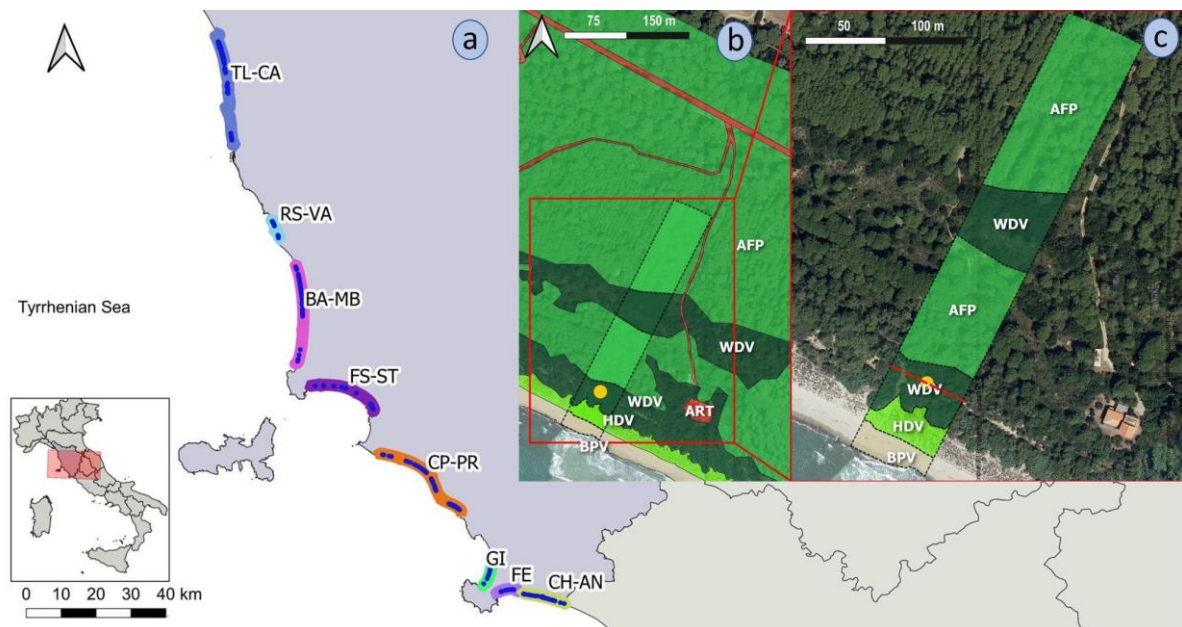 a
TL-CA
RS-VA
BA-MB
Tyrrhenian Sea
FS-ST
CP-PR
GI
FE
CH-AN
0 10 20 30 40 km
75 150 m
b
AFP
WDV
WDV
ART
HDV
BPV
50 100 m
c
AFP
WDV
AFP
WDV
HDV
BPV